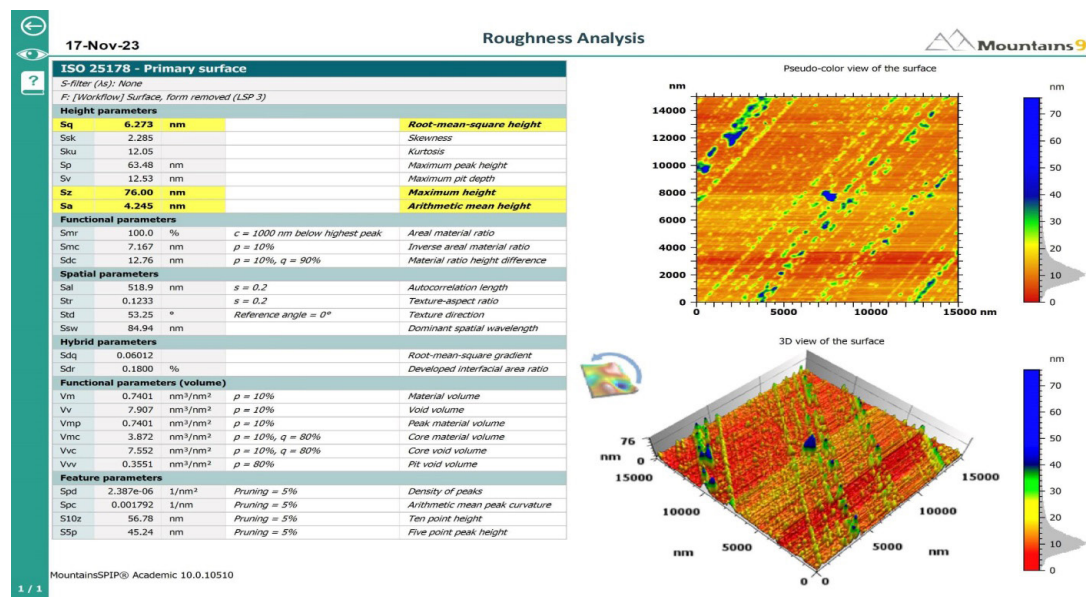 17-Nov-23
Roughness Analysis
Mountains9
?
ISO 25178 - Primary surface
S-filter (λs): None
F: [Workflow] Surface, form removed (LSP 3)
Height parameters
Sq 6.273 nm Root-mean-square height
Ssk 2.285 Skewness
Sku 12.05 Kurtosis
Sp 63.48 nm Maximum peak height
Sv 12.53 nm Maximum pit depth
Sz 76.00 nm Maximum height
Sa 4.245 nm Arithmetic mean height
Functional parameters
Smr 100.0 % c = 1000 nm below highest peak Areal material ratio
Smc 7.167 nm p = 10% Inverse areal material ratio
Sdc 12.76 nm p = 10%, q = 90% Material ratio height difference
Spatial parameters
Sal 518.9 nm s = 0.2 Autocorrelation length
Str 0.1233 s = 0.2 Texture-aspect ratio
Std 53.25 ° Reference angle = 0° Texture direction
Ssw 84.94 nm Dominant spatial wavelength
Hybrid parameters
Sdq 0.06012 Root-mean-square gradient
Sdr 0.1800 % Developed interfacial area ratio
Functional parameters (volume)
Vm 0.7401 nm³/nm² p = 10% Material volume
Vv 7.907 nm³/nm² p = 10% Void volume
Vmp 0.7401 nm³/nm² p = 10% Peak material volume
Vmc 3.872 nm³/nm² p = 10%, q = 80% Core material volume
Vvc 7.552 nm³/nm² p = 10%, q = 80% Core void volume
Vvv 0.3551 nm³/nm² p = 80% Pit void volume
Feature parameters
Spd 2.387e-06 1/nm² Pruning = 5% Density of peaks
Spc 0.001792 1/nm Pruning = 5% Arithmetic mean peak curvature
S10z 56.78 nm Pruning = 5% Ten point height
S5p 45.24 nm Pruning = 5% Five point peak height
MountainsSPIP® Academic 10.0.10510
1 / 1
Pseudo-color view of the surface
nm
14000
12000
10000
8000
6000
4000
2000
0
0 5000 10000 15000 nm
nm
70
60
50
40
30
20
10
0
3D view of the surface
76
nm 0
15000
10000
nm 5000
0
0
5000 nm
10000
15000
nm
70
60
50
40
30
20
10
0